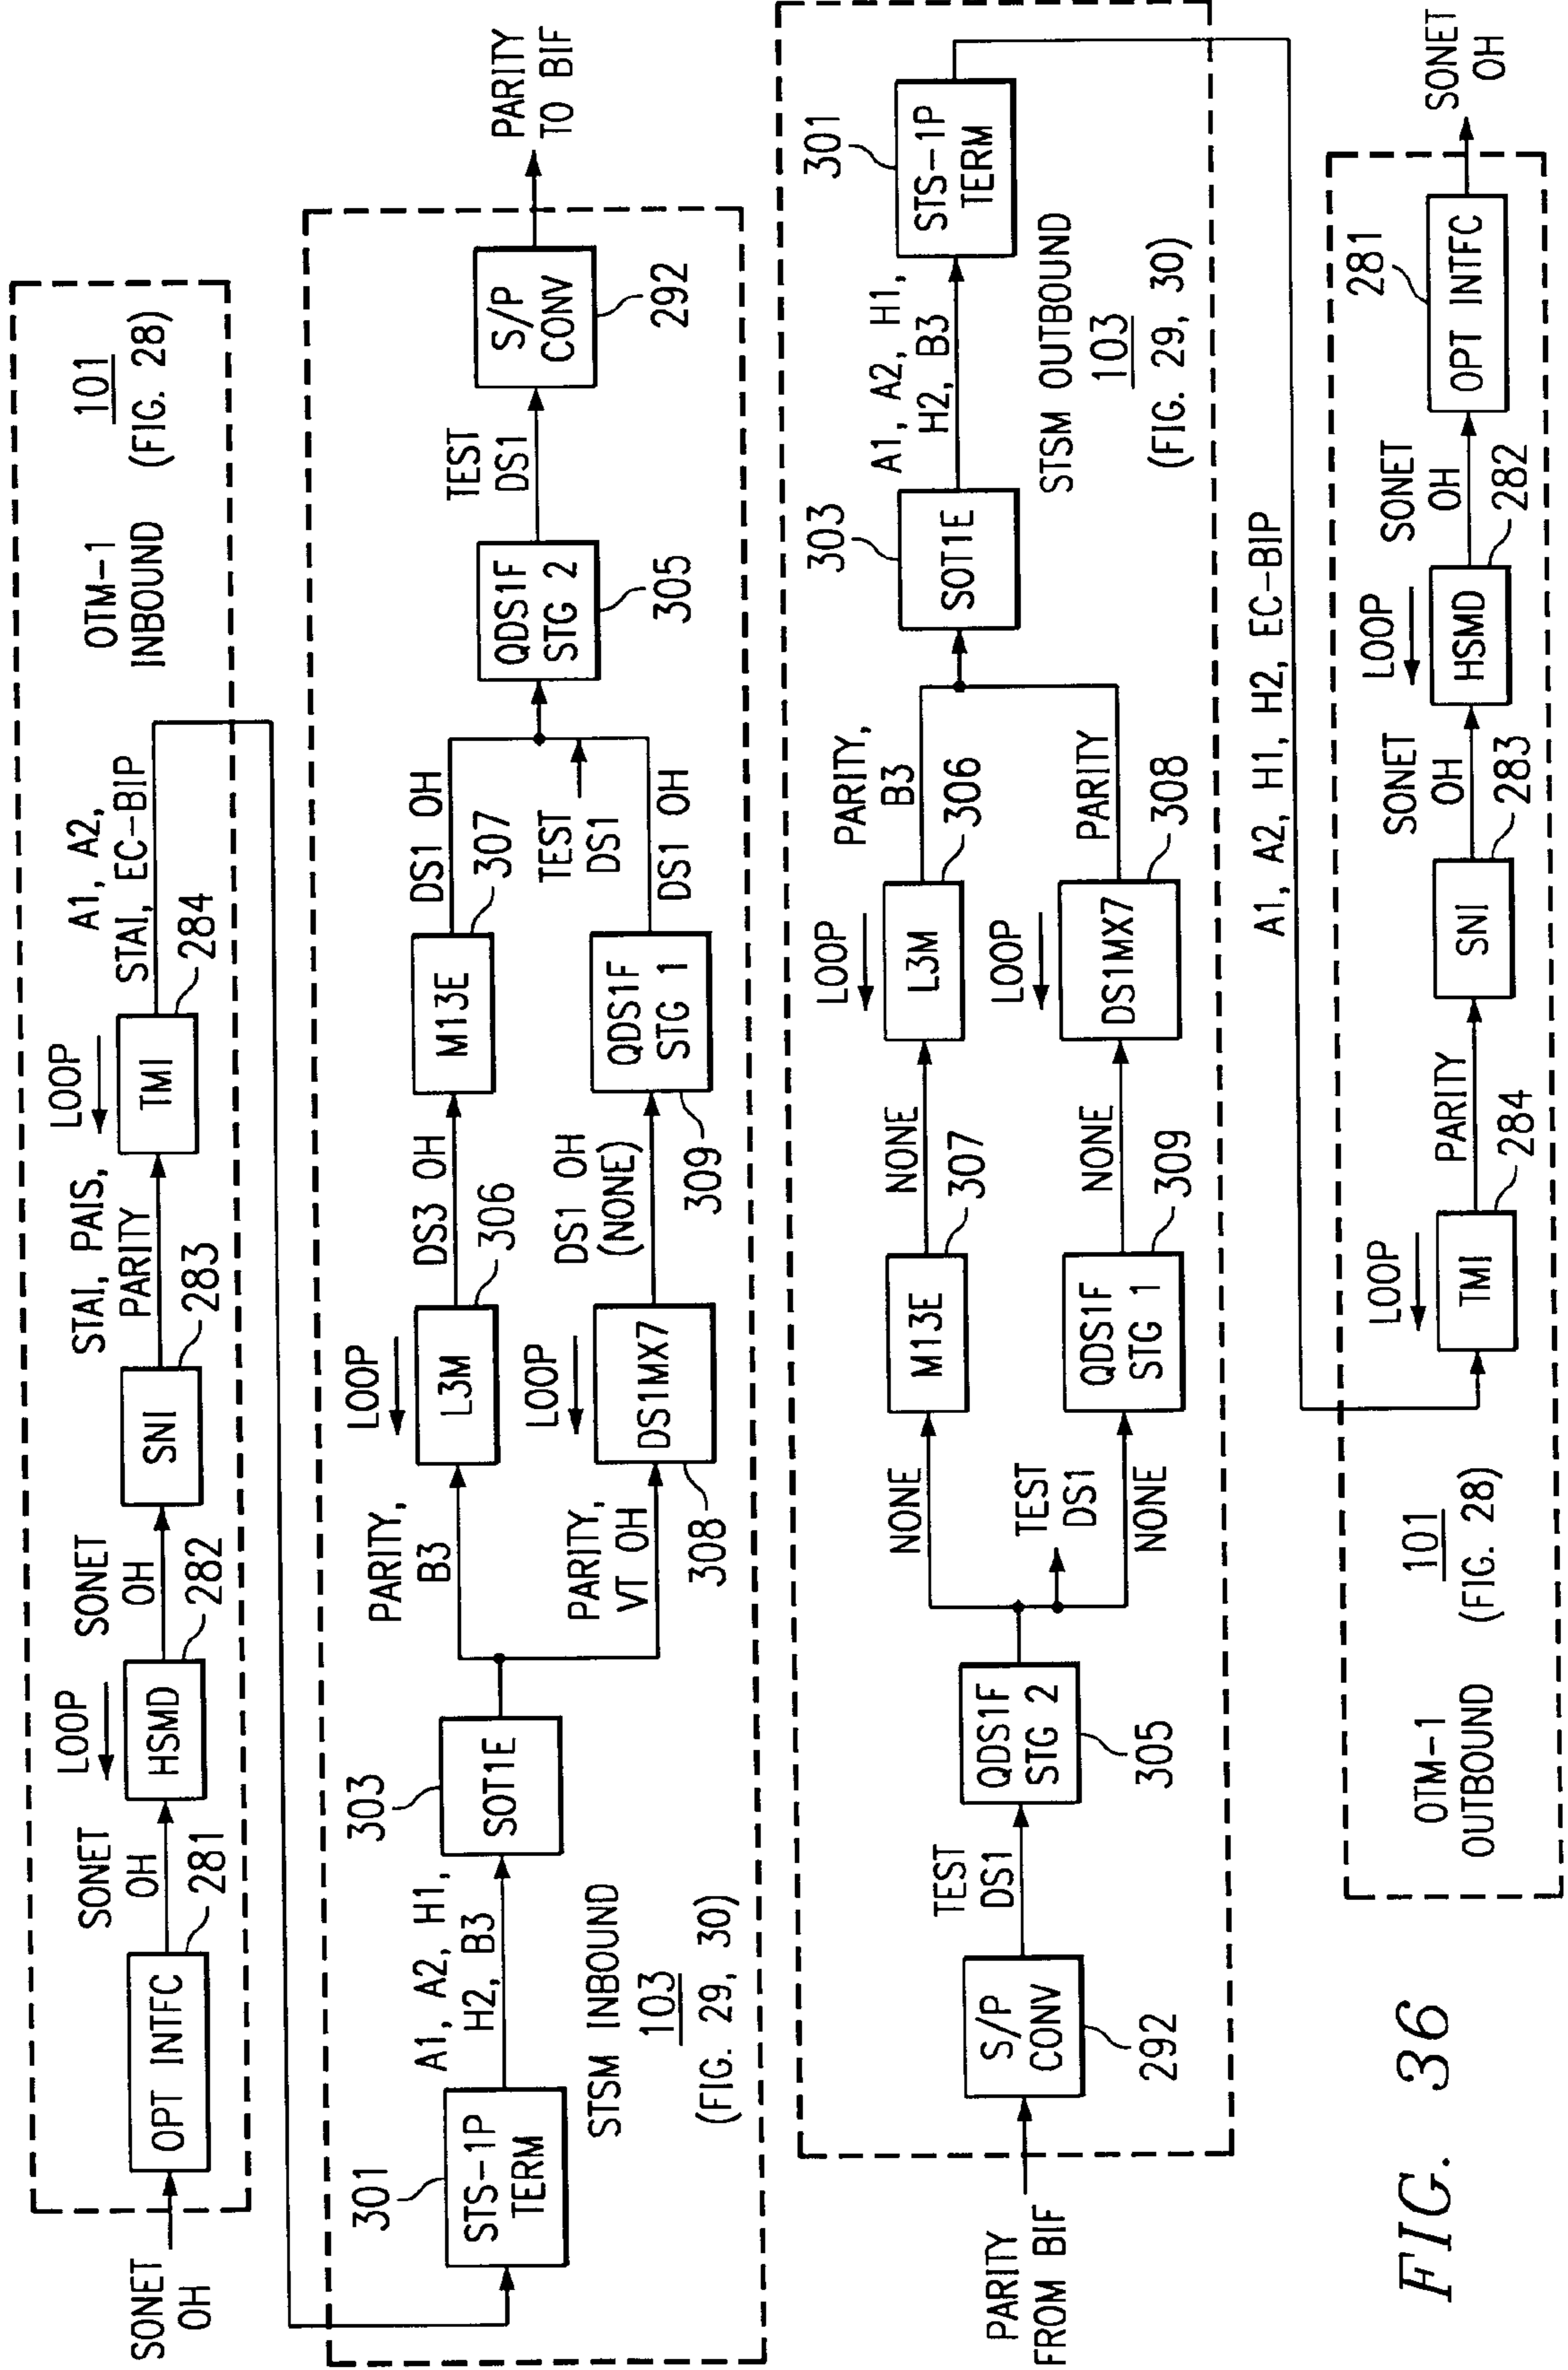 SONET
OH
OPT INTFC
281
SONET
OH
LOOP
HSMD
282
SONET
OH
SNI
283
STAI, PAIS,
PARITY
LOOP
TMI
284
A1, A2,
STAI, EC-BIP
OTM-1
INBOUND
101
(FIG. 28)
301
STS-1P
TERM
A1, A2, H1,
H2, B3
303
SOT1E
PARITY,
B3
LOOP
L3M
306
DS3 OH
M13E
307
DS1 OH
PARITY,
VT OH
LOOP
DS1MX7
308
DS1 OH
(NONE)
QDS1F
STG 1
309
DS1 OH
TEST
DS1
QDS1F
STG 2
305
TEST
DS1
S/P
CONV
292
PARITY
TO BIF
STSM INBOUND
103
(FIG. 29, 30)
PARITY
FROM BIF
S/P
CONV
292
TEST
DS1
QDS1F
STG 2
305
NONE
M13E
307
NONE
LOOP
L3M
306
PARITY,
B3
TEST
DS1
NONE
QDS1F
STG 1
309
NONE
LOOP
DS1MX7
308
PARITY
303
SOT1E
A1, A2, H1,
H2, B3
301
STS-1P
TERM
STSM OUTBOUND
103
(FIG. 29, 30)
A1, A2, H1, H2, EC-BIP
OTM-1
OUTBOUND
101
(FIG. 28)
LOOP
TMI
284
PARITY
SNI
283
SONET
OH
LOOP
HSMD
282
SONET
OH
281
OPT INTFC
SONET
OH
FIG. 36